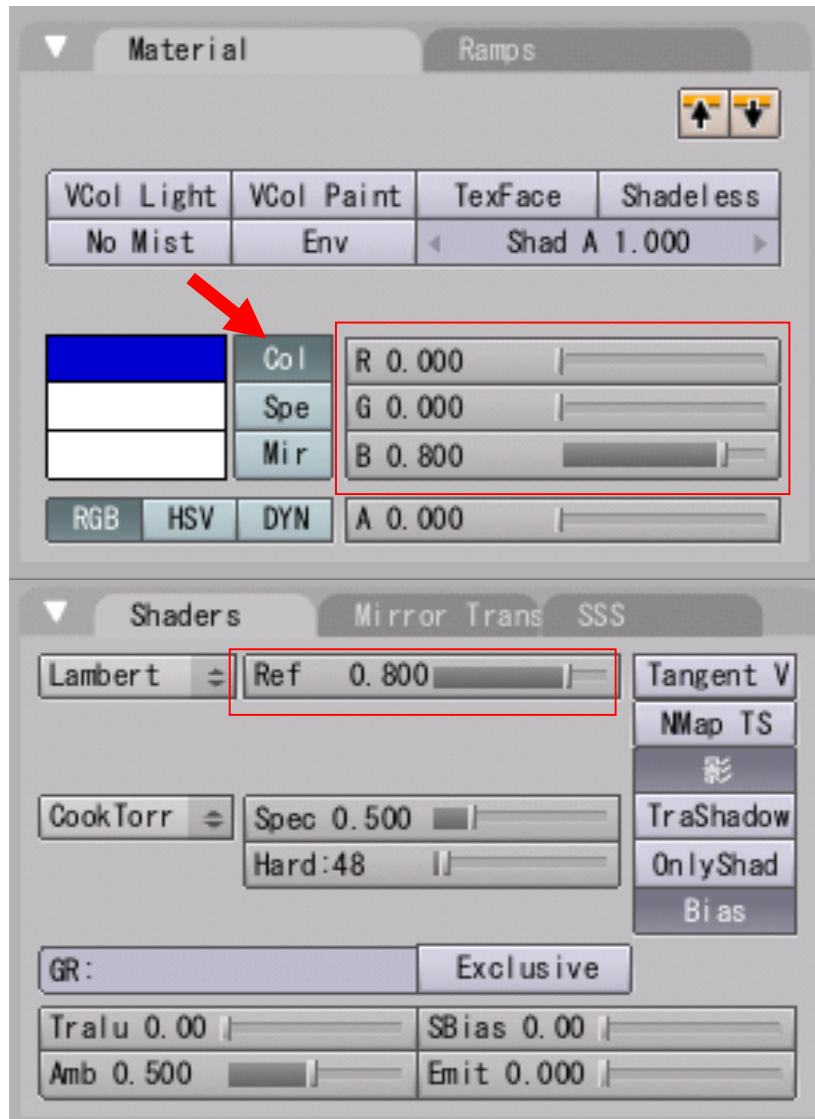 Material Ramps
VCol Light VCol Paint TexFace Shadeless
No Mist Env Shad A 1.000
Col R 0.000
Spe G 0.000
Mir B 0.800
RGB HSV DYN A 0.000
Shaders Mirror Trans SSS
Lambert Ref 0.800 Tangent V
NMap TS
影
CookTorr Spec 0.500 TraShadow
Hard:48 OnlyShad
Bias
GR: Exclusive
Tralu 0.00 SBias 0.00
Amb 0.500 Emit 0.000